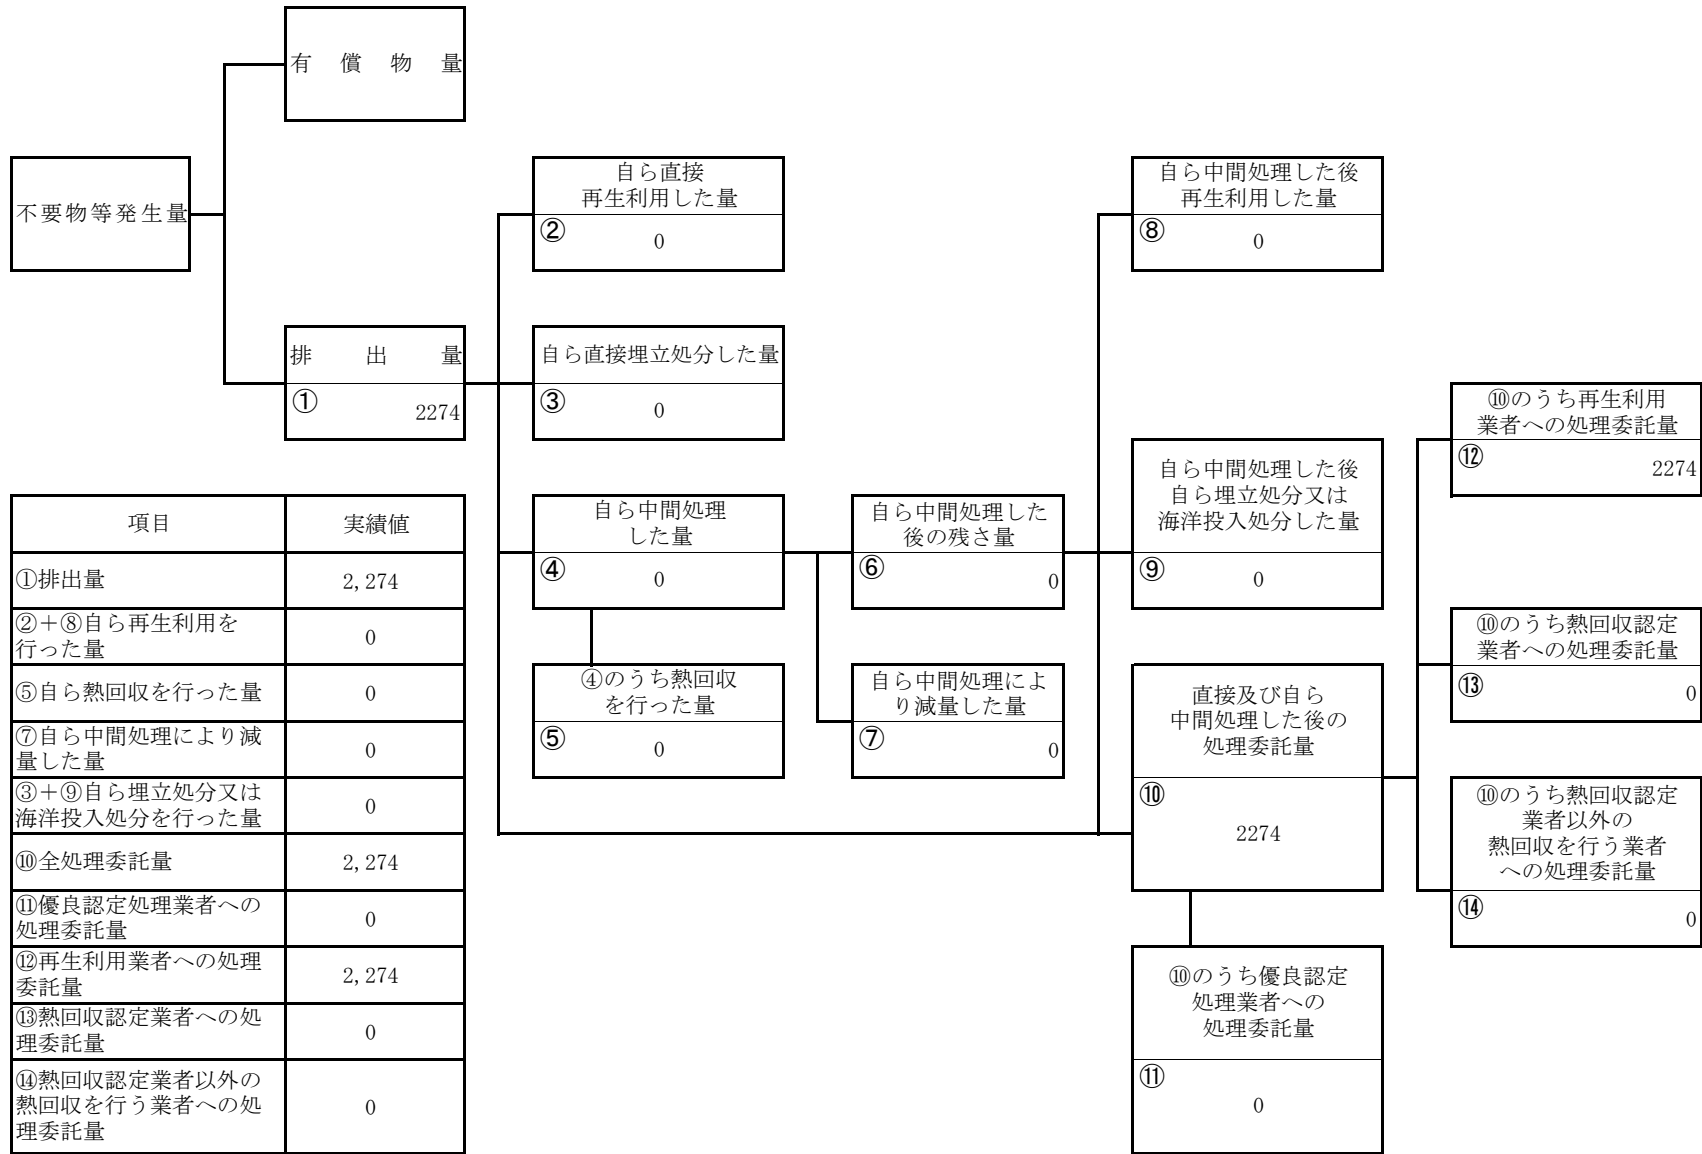 有償物量
不要物等発生量
排出量
①
2274
自ら直接
再生利用した量
②
0
自ら直接埋立処分した量
③
0
自ら中間処理
した量
④
0
④のうち熱回収
を行った量
⑤
0
自ら中間処理した
後の残さ量
⑥
0
自ら中間処理によ
り減量した量
⑦
0
自ら中間処理した後
再生利用した量
⑧
0
自ら中間処理した後
自ら埋立処分又は
海洋投入処分した量
⑨
0
直接及び自ら
中間処理した後の
処理委託量
⑩
2274
⑩のうち優良認定
処理業者への
処理委託量
⑪
0
⑩のうち再生利用
業者への処理委託量
⑫
2274
⑩のうち熱回収認定
業者への処理委託量
⑬
0
⑩のうち熱回収認定
業者以外の
熱回収を行う業者
への処理委託量
⑭
0
項目 実績値
①排出量 2,274
②+⑧自ら再生利用を
行った量 0
⑤自ら熱回収を行った量 0
⑦自ら中間処理により減
量した量 0
③+⑨自ら埋立処分又は
海洋投入処分を行った量 0
⑩全処理委託量 2,274
⑪優良認定処理業者への
処理委託量 0
⑫再生利用業者への処理
委託量 2,274
⑬熱回収認定業者への処
理委託量 0
⑭熱回収認定業者以外の
熱回収を行う業者への処
理委託量 0